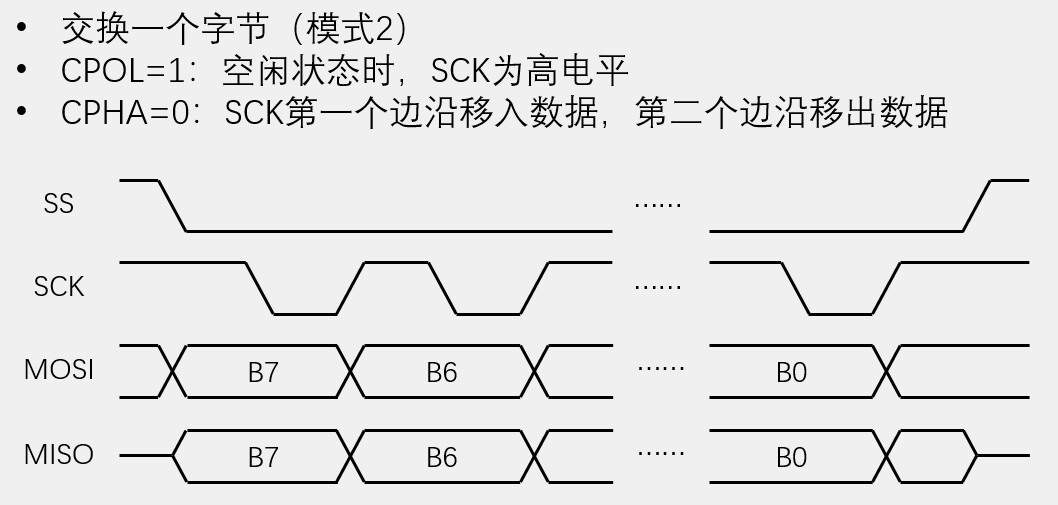 • 交换一个字节（模式2）
• CPOL=1：空闲状态时，SCK为高电平
• CPHA=0：SCK第一个边沿移入数据，第二个边沿移出数据
SS ……
SCK ……
MOSI B7 B6 …… B0
MISO B7 B6 …… B0